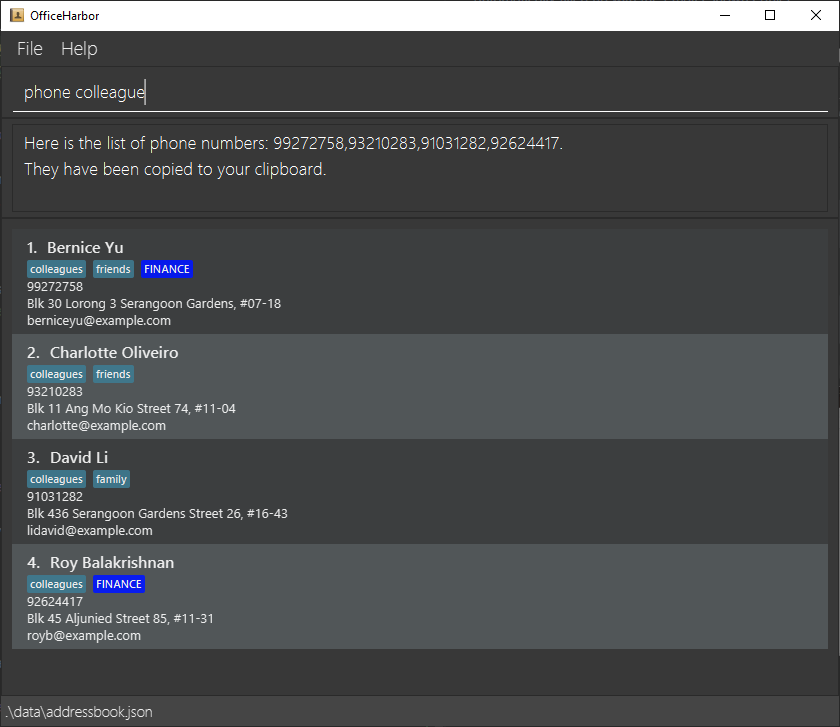 OfficeHarbor
File Help
phone colleague
Here is the list of phone numbers: 99272758,93210283,91031282,92624417.
They have been copied to your clipboard.
1. Bernice Yu
colleagues friends FINANCE
99272758
Blk 30 Lorong 3 Serangoon Gardens, #07-18
berniceyu@example.com
2. Charlotte Oliveiro
colleagues friends
93210283
Blk 11 Ang Mo Kio Street 74, #11-04
charlotte@example.com
3. David Li
colleagues family
91031282
Blk 436 Serangoon Gardens Street 26, #16-43
lidavid@example.com
4. Roy Balakrishnan
colleagues FINANCE
92624417
Blk 45 Aljunied Street 85, #11-31
royb@example.com
.\data\addressbook.json